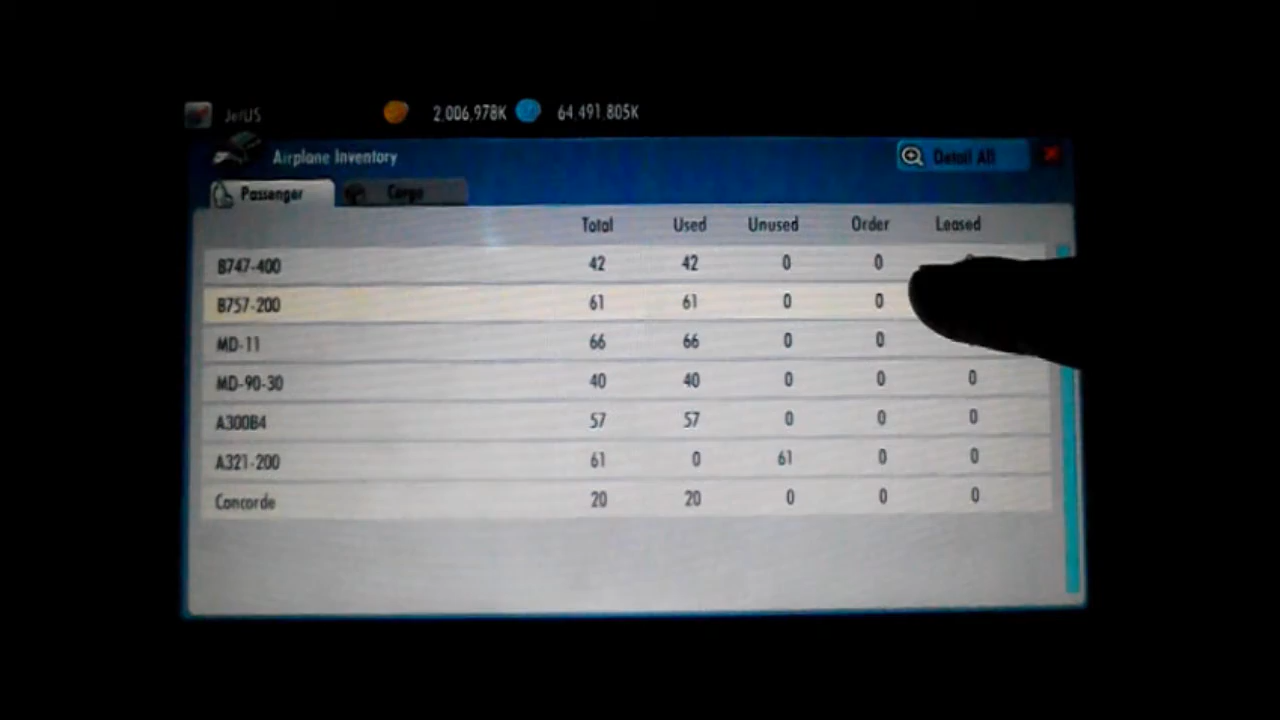 JetUS 2,006,978K 64,491,805K
Airplane Inventory Detail All
Passenger Cargo
Total Used Unused Order Leased
B747-400 42 42 0 0
B757-200 61 61 0 0
MD-11 66 66 0 0
MD-90-30 40 40 0 0 0
A300B4 57 57 0 0 0
A321-200 61 0 61 0 0
Concorde 20 20 0 0 0